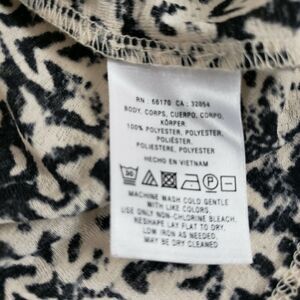 RN : 66170 CA : 32054
BODY, CORPS, CUERPO, CORPO,
KÖRPER
100% POLYESTER, POLYESTER,
POLIÉSTER, POLIESTERE, POLYESTER
HECHO EN VIETNAM
30
MACHINE WASH COLD GENTLE
WITH LIKE COLORS.
USE ONLY NON-CHLORINE BLEACH.
RESHAPE LAY FLAT TO DRY.
LOW IRON AS NEEDED,
MAY BE DRY CLEANED